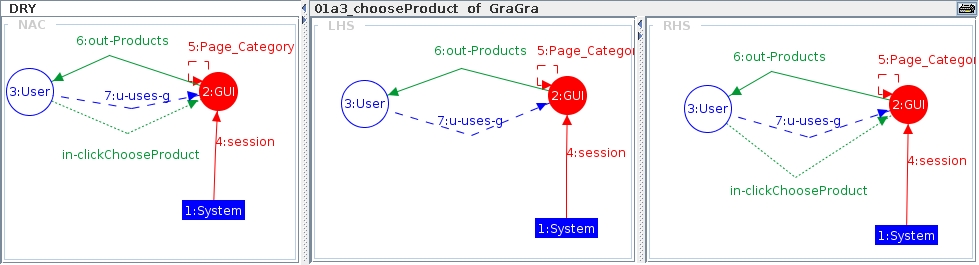 DRY
NAC
6:out-Products
5:Page_Category
3:User
2:GUI
7:u-uses-g
in-clickChooseProduct
4:session
1:System
01a3_chooseProduct of GraGra
LHS
6:out-Products
5:Page_Catego
3:User
2:GUI
7:u-uses-g
4:session
1:System
RHS
6:out-Products
5:Page_Catego
3:User
2:GUI
7:u-uses-g
4:session
in-clickChooseProduct
1:System